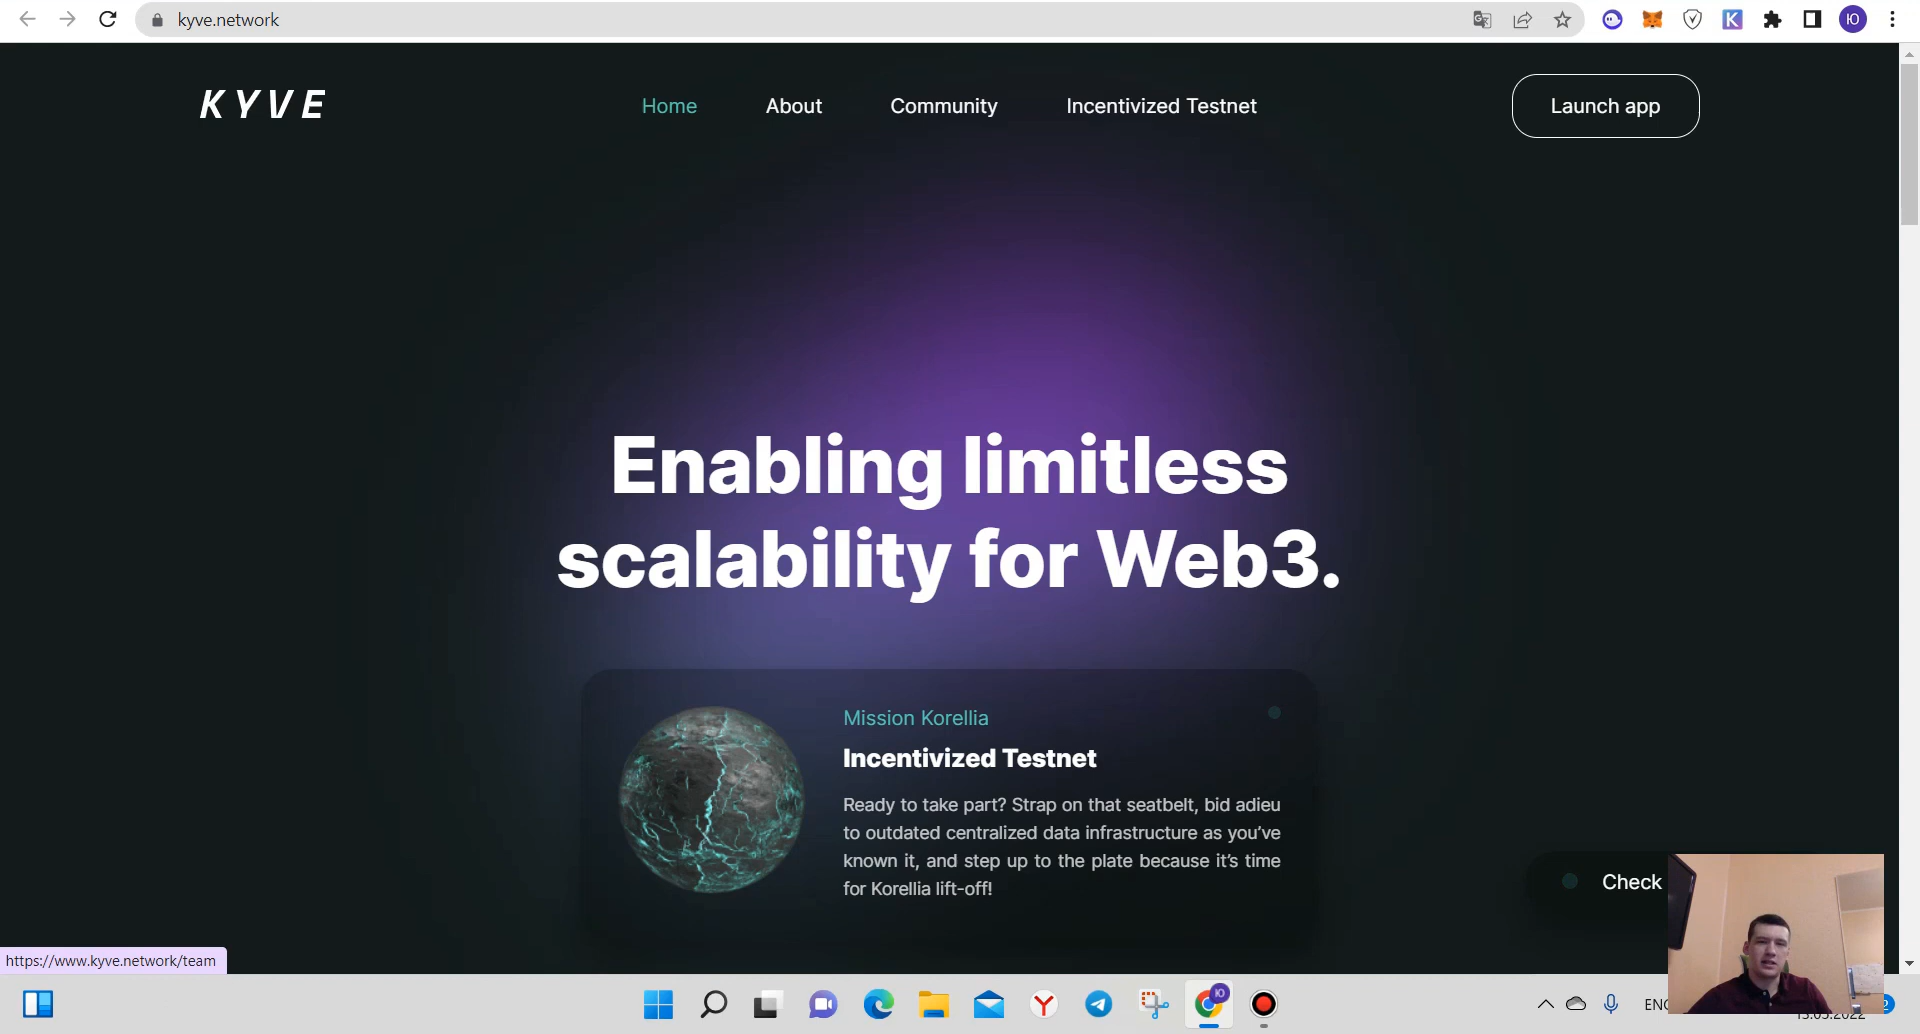 kyve.network
Ю
KYVE
Home
About
Community
Incentivized Testnet
Launch app
Enabling limitless
scalability for Web3.
Mission Korellia
Incentivized Testnet
Ready to take part? Strap on that seatbelt, bid adieu
to outdated centralized data infrastructure as you’ve
known it, and step up to the plate because it’s time
for Korellia lift-off!
Check
https://www.kyve.network/team